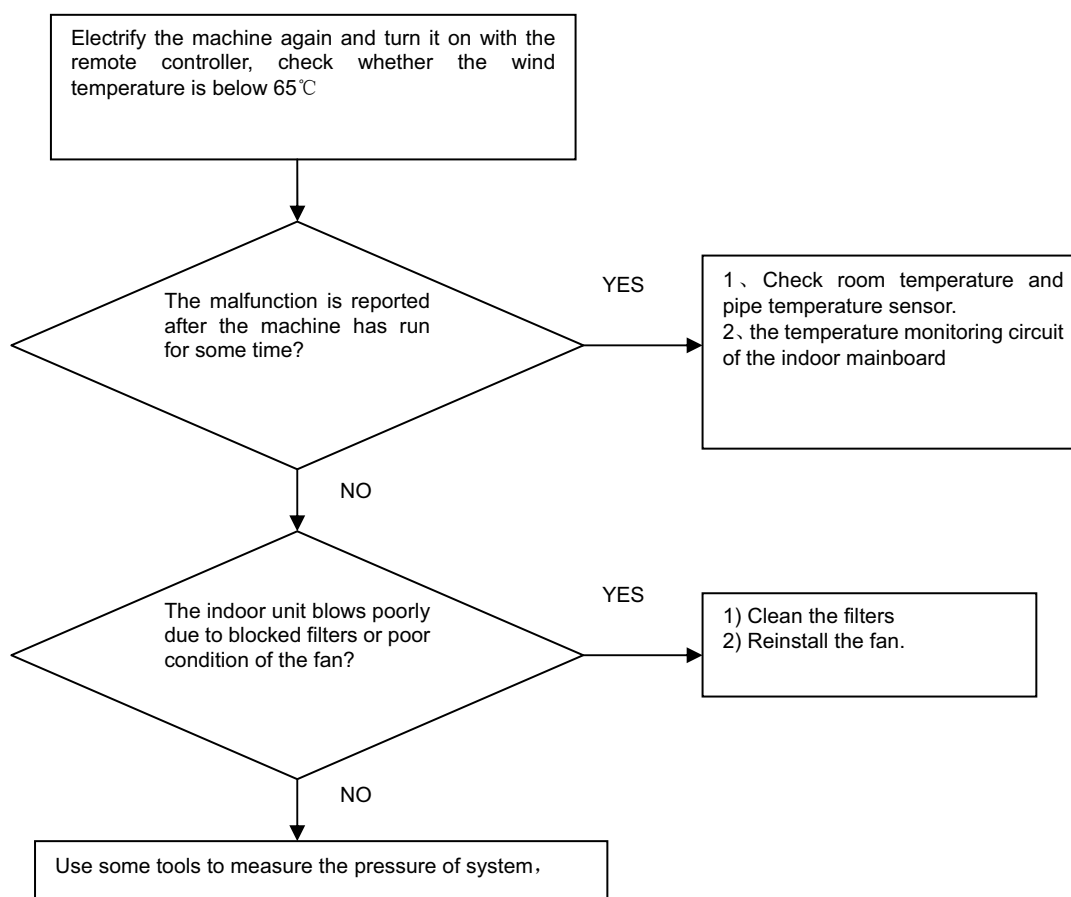 Electrify the machine again and turn it on with the
remote controller, check whether the wind
temperature is below 65℃
The malfunction is reported
after the machine has run
for some time?
YES
1、Check room temperature and
pipe temperature sensor.
2、the temperature monitoring circuit
of the indoor mainboard
NO
The indoor unit blows poorly
due to blocked filters or poor
condition of the fan?
YES
1) Clean the filters
2) Reinstall the fan.
NO
Use some tools to measure the pressure of system，